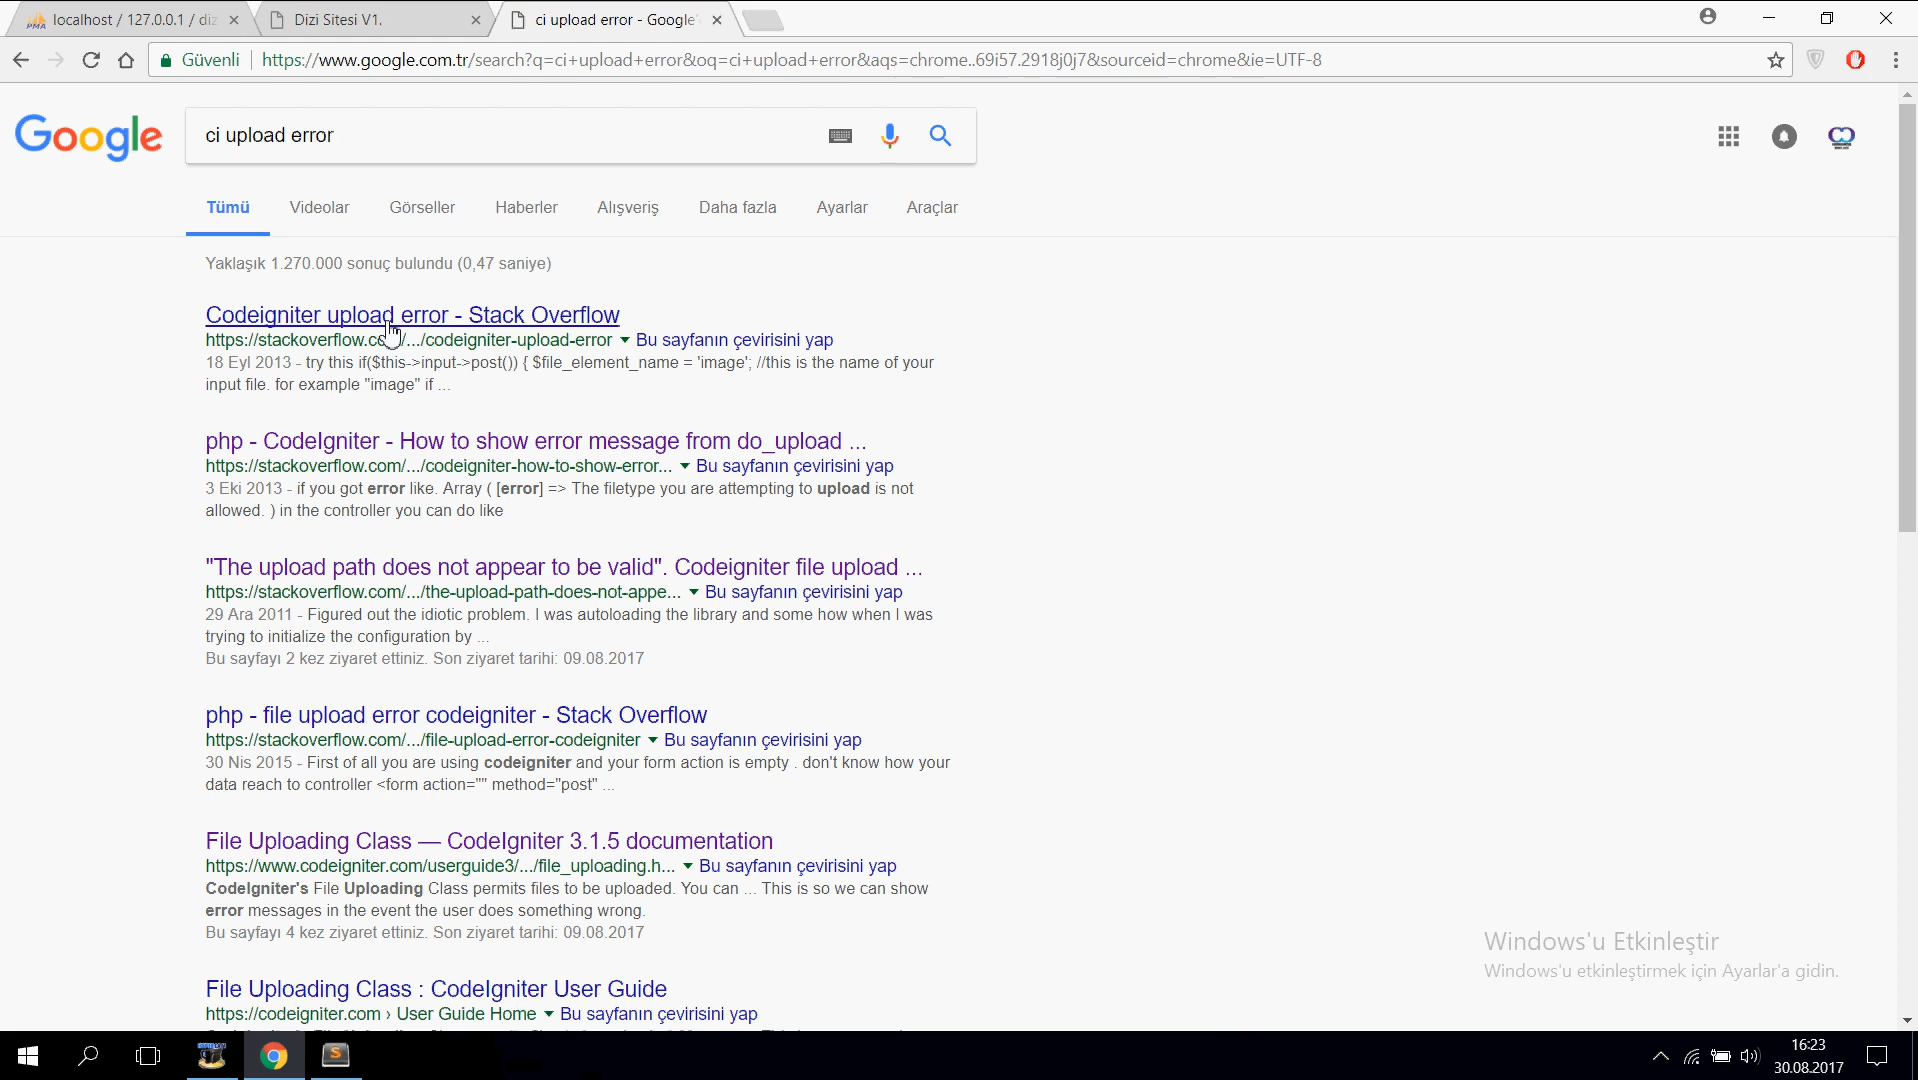 localhost / 127.0.0.1 / diz
Dizi Sitesi V1.
ci upload error - Google'
Güvenli
https://www.google.com.tr/search?q=ci+upload+error&oq=ci+upload+error&aqs=chrome..69i57.2918j0j7&sourceid=chrome&ie=UTF-8
Google
ci upload error
Tümü Videolar Görseller Haberler Alışveriş Daha fazla Ayarlar Araçlar
Yaklaşık 1.270.000 sonuç bulundu (0,47 saniye)
Codeigniter upload error - Stack Overflow
https://stackoverflow.co/.../codeigniter-upload-error Bu sayfanın çevirisini yap
18 Eyl 2013 - try this if($this->input->post()) { $file_element_name = 'image'; //this is the name of your
input file. for example "image" if ...
php - CodeIgniter - How to show error message from do_upload ...
https://stackoverflow.com/.../codeigniter-how-to-show-error... Bu sayfanın çevirisini yap
3 Eki 2013 - if you got error like. Array ( [error] => The filetype you are attempting to upload is not
allowed. ) in the controller you can do like
"The upload path does not appear to be valid". Codeigniter file upload ...
https://stackoverflow.com/.../the-upload-path-does-not-appe... Bu sayfanın çevirisini yap
29 Ara 2011 - Figured out the idiotic problem. I was autoloading the library and some how when I was
trying to initialize the configuration by ...
Bu sayfayı 2 kez ziyaret ettiniz. Son ziyaret tarihi: 09.08.2017
php - file upload error codeigniter - Stack Overflow
https://stackoverflow.com/.../file-upload-error-codeigniter Bu sayfanın çevirisini yap
30 Nis 2015 - First of all you are using codeigniter and your form action is empty . don't know how your
data reach to controller <form action="" method="post" ...
File Uploading Class — CodeIgniter 3.1.5 documentation
https://www.codeigniter.com/userguide3/.../file_uploading.h... Bu sayfanın çevirisini yap
CodeIgniter's File Uploading Class permits files to be uploaded. You can ... This is so we can show
error messages in the event the user does something wrong.
Bu sayfayı 4 kez ziyaret ettiniz. Son ziyaret tarihi: 09.08.2017
File Uploading Class : CodeIgniter User Guide
https://codeigniter.com › User Guide Home Bu sayfanın çevirisini yap
Windows'u Etkinleştir
Windows'u etkinleştirmek için Ayarlar'a gidin.
16:23
30.08.2017